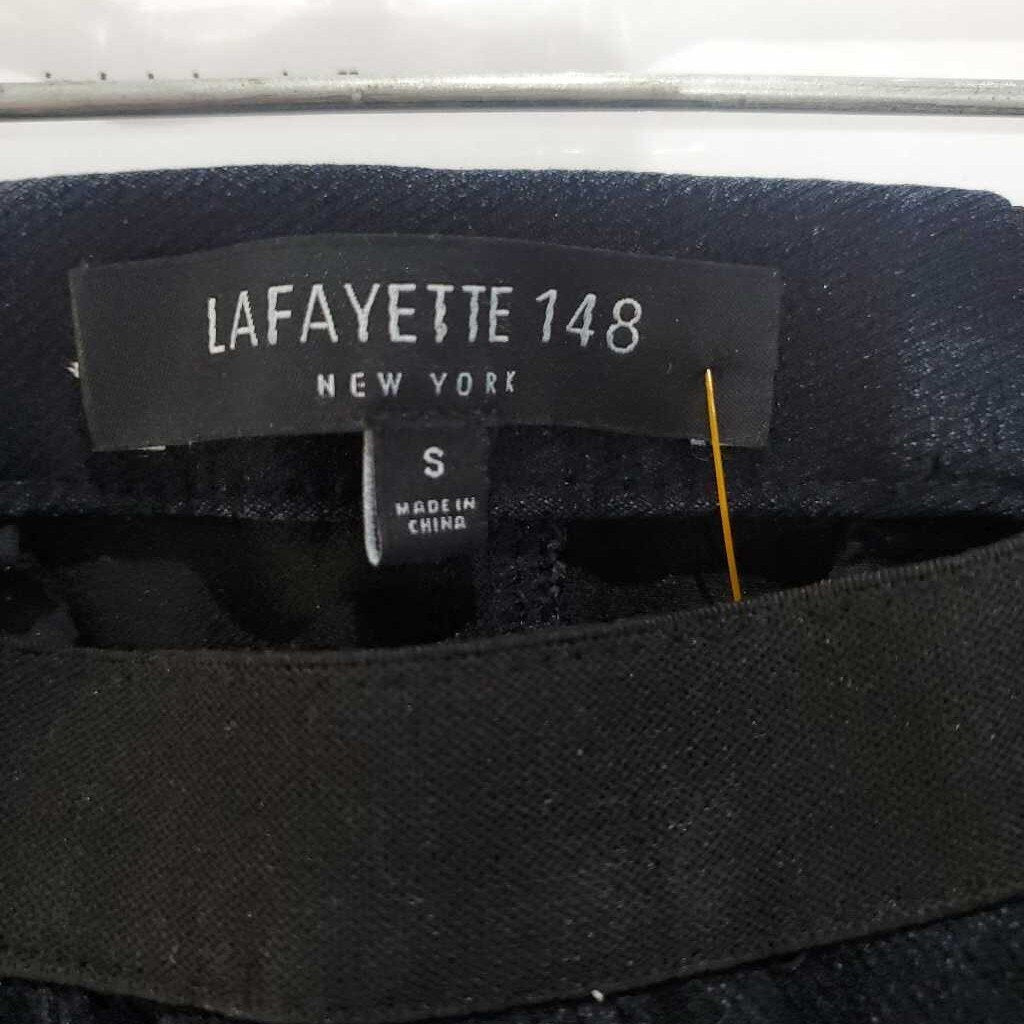 LAFAYETTE 148
NEW YORK
S
MADE IN
CHINA